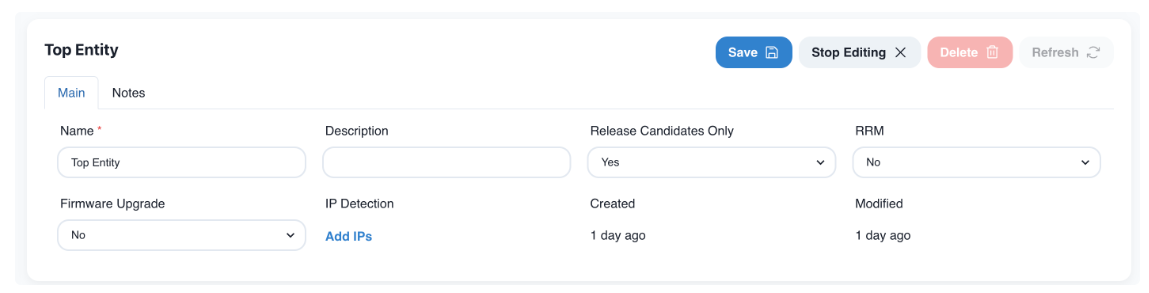 Top Entity
Save Stop Editing Delete Refresh
Main Notes
Name * Description Release Candidates Only RRM
Top Entity Yes No
Firmware Upgrade IP Detection Created Modified
No Add IPs 1 day ago 1 day ago